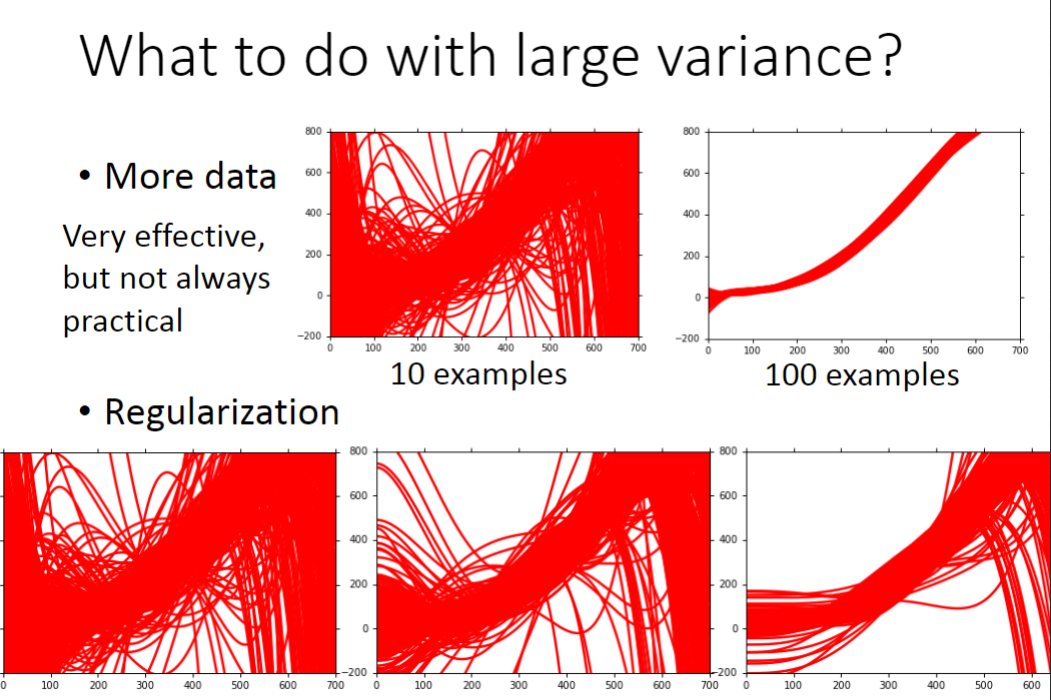 What to do with large variance?
• More data
Very effective,
but not always
practical
800
600
400
200
0
−200
0 100 200 300 400 500 600 700
10 examples
800
600
400
200
0
−200
0 100 200 300 400 500 600 700
100 examples
• Regularization
0 100 200 300 400 500 600 700
800
600
400
200
0
−200
0 100 200 300 400 500 600 700
800
600
400
200
0
−200
0 100 200 300 400 500 600